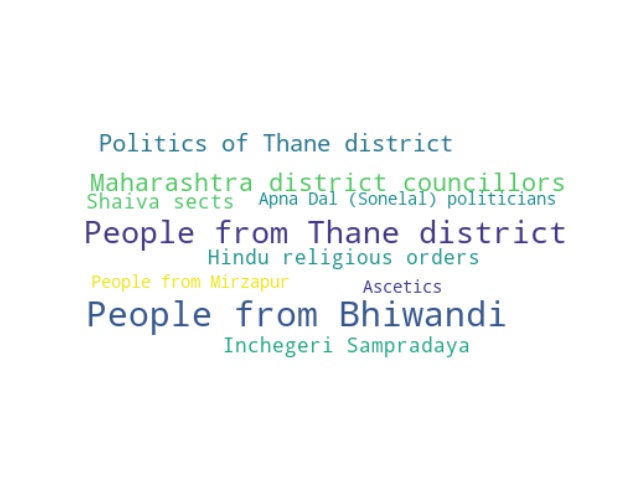 Politics of Thane district
Maharashtra district councillors
Shaiva sects
Apna Dal (Sonelal) politicians
People from Thane district
Hindu religious orders
People from Mirzapur
Ascetics
People from Bhiwandi
Inchegeri Sampradaya